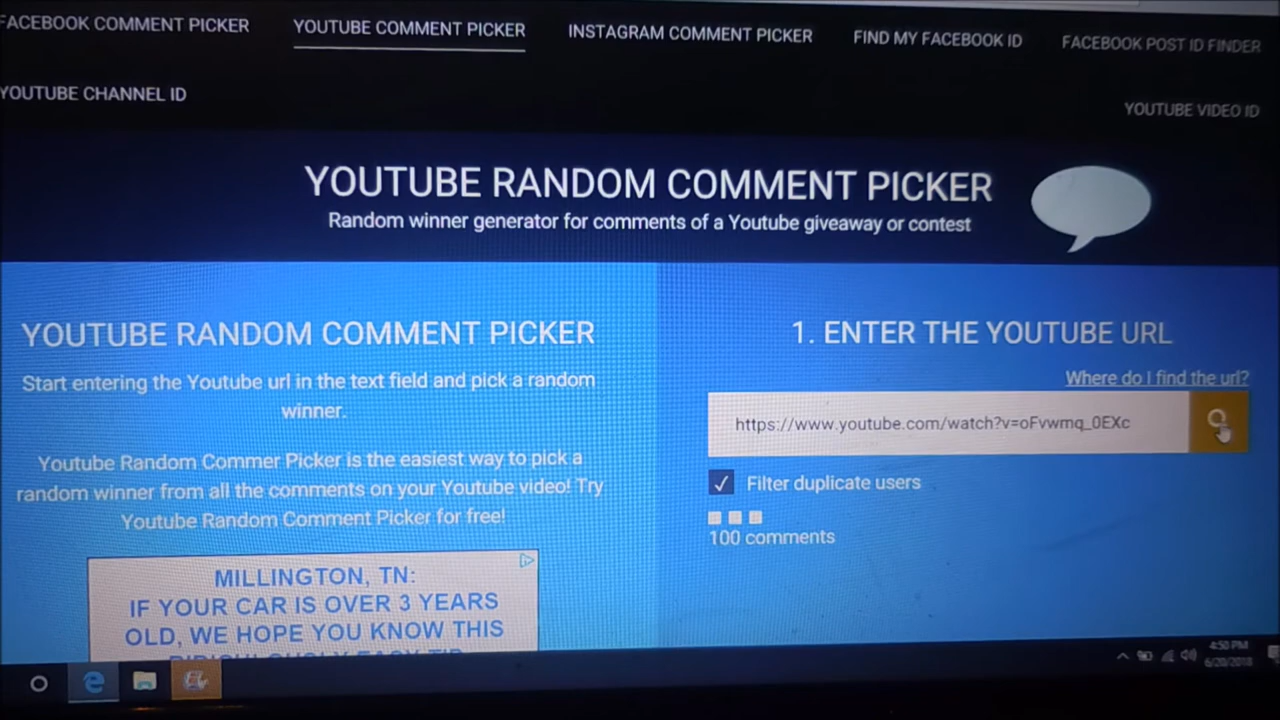 FACEBOOK COMMENT PICKER
YOUTUBE COMMENT PICKER
INSTAGRAM COMMENT PICKER
FIND MY FACEBOOK ID
FACEBOOK POST ID FINDER
YOUTUBE CHANNEL ID
YOUTUBE VIDEO ID
YOUTUBE RANDOM COMMENT PICKER
Random winner generator for comments of a Youtube giveaway or contest
YOUTUBE RANDOM COMMENT PICKER
Start entering the Youtube url in the text field and pick a random
winner.
Youtube Random Commer Picker is the easiest way to pick a
random winner from all the comments on your Youtube video! Try
Youtube Random Comment Picker for free!
MILLINGTON, TN:
IF YOUR CAR IS OVER 3 YEARS
OLD, WE HOPE YOU KNOW THIS
RIDICULOUSLY EASY TIP
1. ENTER THE YOUTUBE URL
Where do I find the url?
https://www.youtube.com/watch?v=oFvwmq_0EXc
Filter duplicate users
100 comments
4:50 PM
6/20/2018